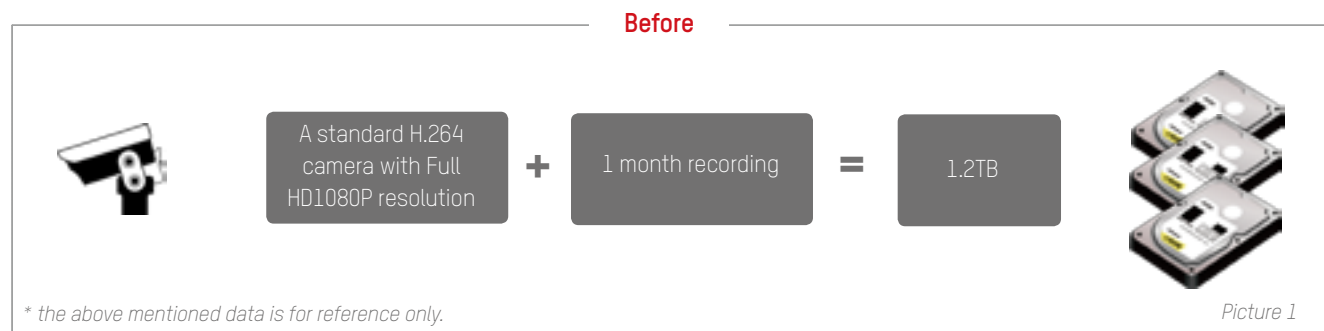 Before
A standard H.264
camera with Full
HD1080P resolution
+
1 month recording
=
1.2TB
* the above mentioned data is for reference only.
Picture 1